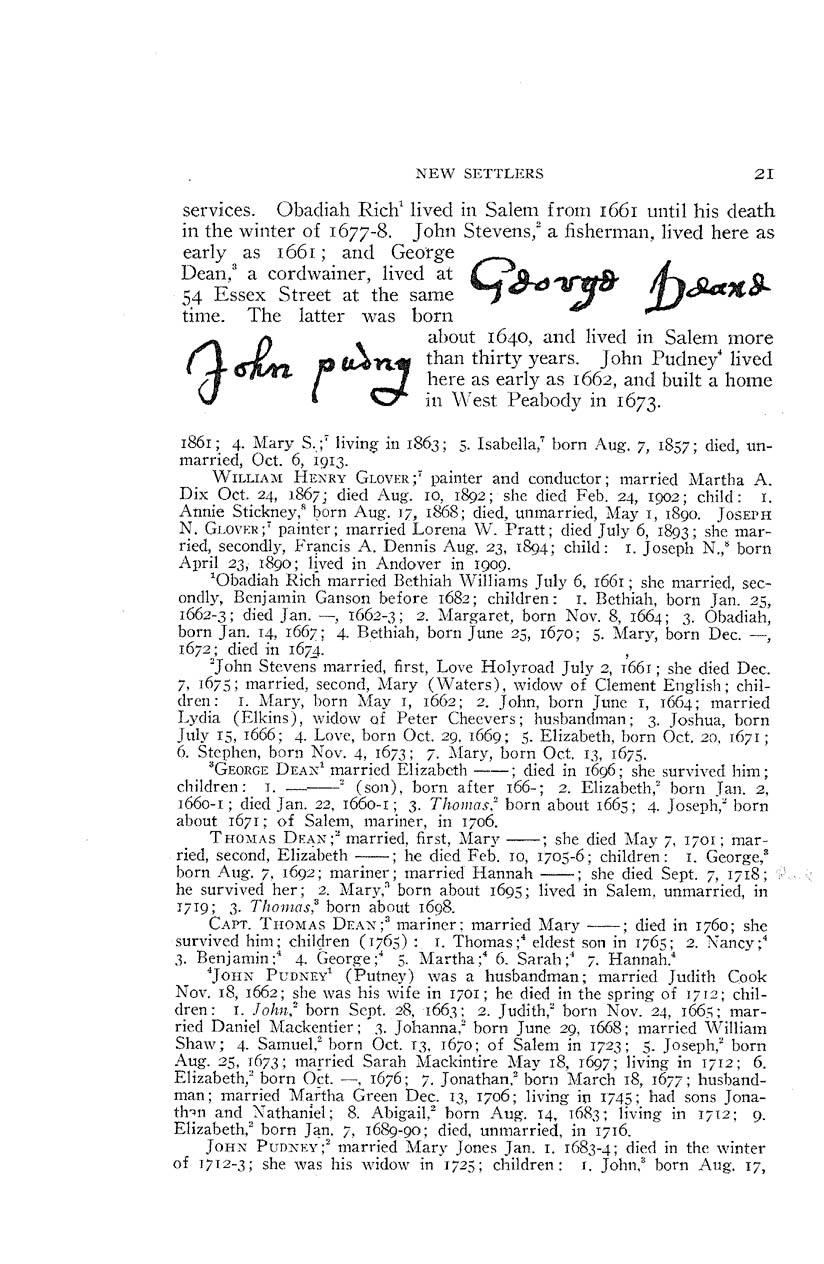 NEW SETTLERS 21
services. Obadiah Rich¹ lived in Salem from 1661 until his death
in the winter of 1677-8. John Stevens,² a fisherman, lived here as
early as 1661; and George
Dean,³ a cordwainer, lived at
54 Essex Street at the same
time. The latter was born
George Deane
about 1640, and lived in Salem more
than thirty years. John Pudney⁴ lived
here as early as 1662, and built a home
in West Peabody in 1673.
John pudny
1861; 4. Mary S.;⁷ living in 1863; 5. Isabella,⁷ born Aug. 7, 1857; died, un-
married, Oct. 6, 1913.
WILLIAM HENRY GLOVER;⁷ painter and conductor; married Martha A.
Dix Oct. 24, 1867; died Aug. 10, 1892; she died Feb. 24, 1902; child: 1.
Annie Stickney,⁸ born Aug. 17, 1868; died, unmarried, May 1, 1890. JOSEPH
N. GLOVER;⁷ painter; married Lorena W. Pratt; died July 6, 1893; she mar-
ried, secondly, Francis A. Dennis Aug. 23, 1894; child: 1. Joseph N.,⁸ born
April 23, 1890; lived in Andover in 1909.
¹Obadiah Rich married Bethiah Williams July 6, 1661; she married, sec-
ondly, Benjamin Ganson before 1682; children: 1. Bethiah, born Jan. 25,
1662-3; died Jan. —, 1662-3; 2. Margaret, born Nov. 8, 1664; 3. Obadiah,
born Jan. 14, 1667; 4. Bethiah, born June 25, 1670; 5. Mary, born Dec. —,
1672; died in 1674.
²John Stevens married, first, Love Holyroad July 2, 1661; she died Dec.
7, 1675; married, second, Mary (Waters), widow of Clement English; chil-
dren: 1. Mary, born May 1, 1662; 2. John, born June 1, 1664; married
Lydia (Elkins), widow of Peter Cheevers; husbandman; 3. Joshua, born
July 15, 1666; 4. Love, born Oct. 29, 1669; 5. Elizabeth, born Oct. 20, 1671;
6. Stephen, born Nov. 4, 1673; 7. Mary, born Oct. 13, 1675.
³GEORGE DEAN¹ married Elizabeth ——; died in 1696; she survived him;
children: 1. — ——² (son), born after 166-; 2. Elizabeth,² born Jan. 2,
1660-1; died Jan. 22, 1660-1; 3. Thomas,² born about 1665; 4. Joseph,² born
about 1671; of Salem, mariner, in 1706.
THOMAS DEAN;² married, first, Mary ——; she died May 7, 1701; mar-
ried, second, Elizabeth ——; he died Feb. 10, 1705-6; children: 1. George,³
born Aug. 7, 1692; mariner; married Hannah ——; she died Sept. 7, 1718;
he survived her; 2. Mary,³ born about 1695; lived in Salem, unmarried, in
1719; 3. Thomas,³ born about 1698.
CAPT. THOMAS DEAN;³ mariner; married Mary ——; died in 1760; she
survived him; children (1765): 1. Thomas;⁴ eldest son in 1765; 2. Nancy;⁴
3. Benjamin;⁴ 4. George;⁴ 5. Martha;⁴ 6. Sarah;⁴ 7. Hannah.⁴
⁴JOHN PUDNEY¹ (Putney) was a husbandman; married Judith Cook
Nov. 18, 1662; she was his wife in 1701; he died in the spring of 1712; chil-
dren: 1. John,² born Sept. 28, 1663; 2. Judith,² born Nov. 24, 1665; mar-
ried Daniel Mackentier; 3. Johanna,² born June 29, 1668; married William
Shaw; 4. Samuel,² born Oct. 13, 1670; of Salem in 1723; 5. Joseph,² born
Aug. 25, 1673; married Sarah Mackintire May 18, 1697; living in 1712; 6.
Elizabeth,² born Oct. —, 1676; 7. Jonathan,² born March 18, 1677; husband-
man; married Martha Green Dec. 13, 1706; living in 1745; had sons Jona-
than and Nathaniel; 8. Abigail,² born Aug. 14, 1683; living in 1712; 9.
Elizabeth,² born Jan. 7, 1689-90; died, unmarried, in 1716.
JOHN PUDNEY;² married Mary Jones Jan. 1, 1683-4; died in the winter
of 1712-3; she was his widow in 1725; children: 1. John,³ born Aug. 17,